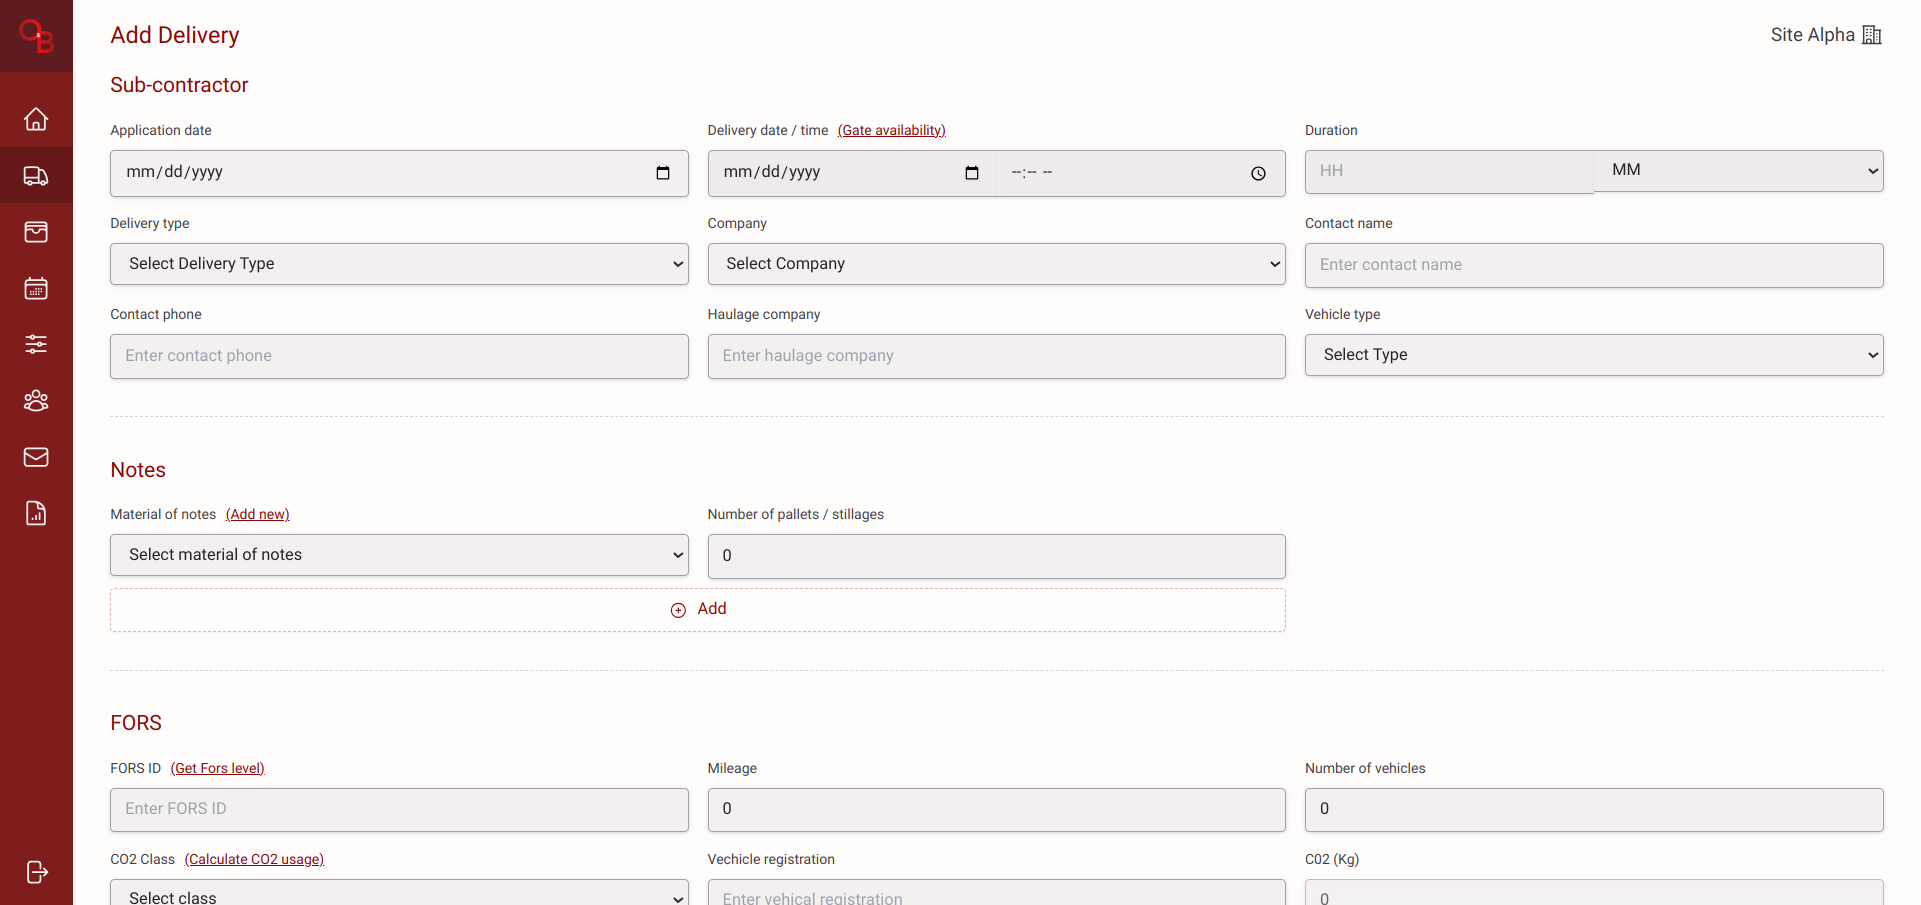 O&B
Add Delivery
Site Alpha
Sub-contractor
Application date
Delivery date / time (Gate availability)
Duration
mm/dd/yyyy
mm/dd/yyyy
--:-- --
HH
MM
Delivery type
Company
Contact name
Select Delivery Type
Select Company
Enter contact name
Contact phone
Haulage company
Vehicle type
Enter contact phone
Enter haulage company
Select Type
Notes
Material of notes (Add new)
Number of pallets / stillages
Select material of notes
0
Add
FORS
FORS ID (Get Fors level)
Mileage
Number of vehicles
Enter FORS ID
0
0
CO2 Class (Calculate CO2 usage)
Vechicle registration
C02 (Kg)
Select class
Enter vehical registration
0